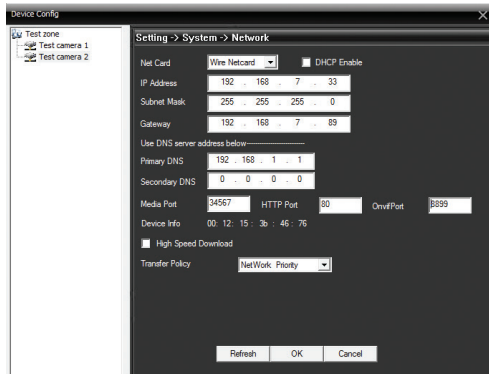 Device Config
Test zone
Test camera 1
Test camera 2
Setting -> System -> Network
Net Card Wire Netcard DHCP Enable
IP Address 192 . 168 . 7 . 33
Subnet Mask 255 . 255 . 255 . 0
Gateway 192 . 168 . 7 . 89
Use DNS server address below
Primary DNS 192 . 168 . 1 . 1
Secondary DNS 0 . 0 . 0 . 0
Media Port 34567 HTTP Port 80 OnvifPort 8899
Device Info 00: 12: 15: 3b : 46: 76
High Speed Download
Transfer Policy NetWork Priority
Refresh OK Cancel